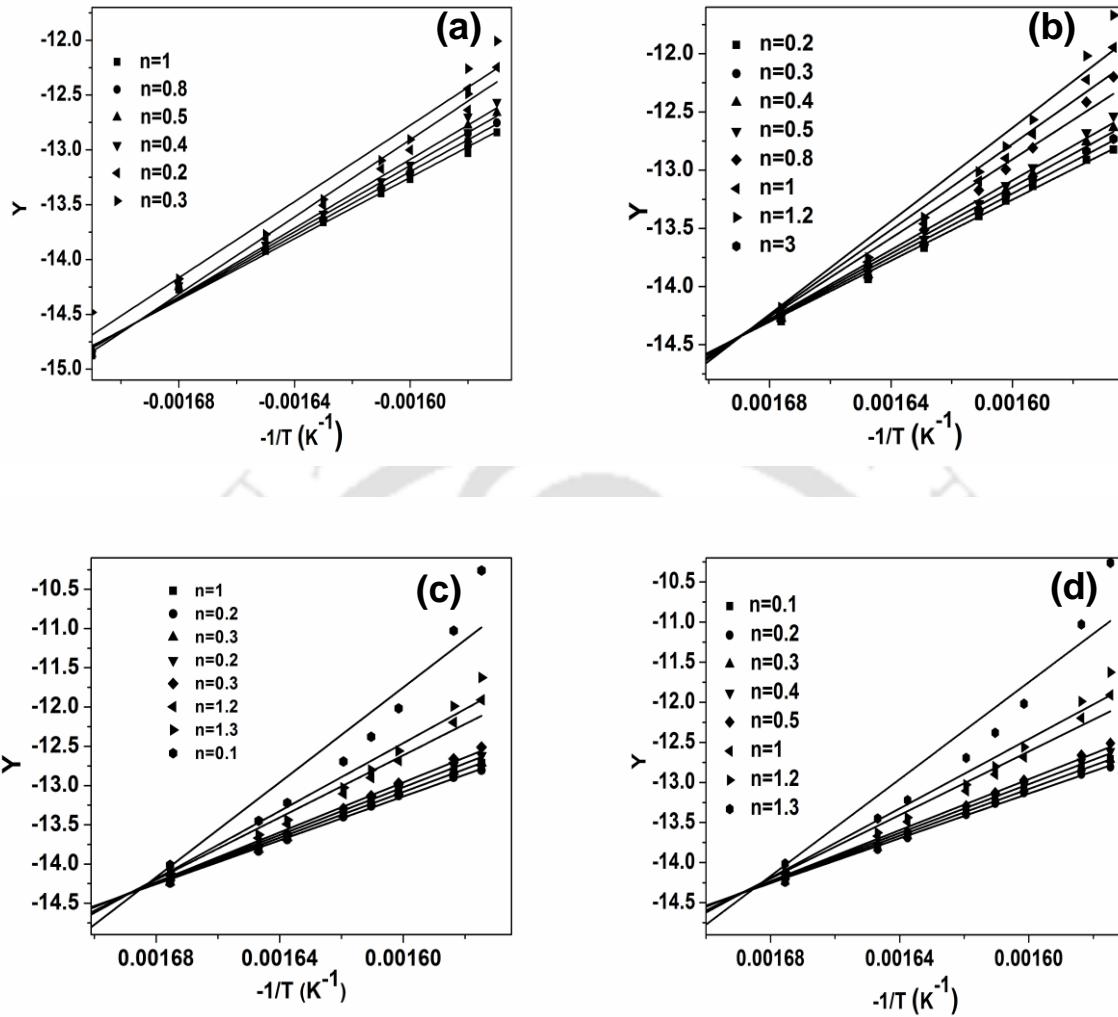 (a)
-12.0
-12.5
-13.0
-13.5
-14.0
-14.5
-15.0
Y
n=1
n=0.8
n=0.5
n=0.4
n=0.2
n=0.3
-0.00168 -0.00164 -0.00160
-1/T (K⁻¹)
(b)
-12.0
-12.5
-13.0
-13.5
-14.0
-14.5
Y
n=0.2
n=0.3
n=0.4
n=0.5
n=0.8
n=1
n=1.2
n=3
0.00168 0.00164 0.00160
-1/T (K⁻¹)
(c)
-10.5
-11.0
-11.5
-12.0
-12.5
-13.0
-13.5
-14.0
-14.5
Y
n=1
n=0.2
n=0.3
n=0.2
n=0.3
n=1.2
n=1.3
n=0.1
0.00168 0.00164 0.00160
-1/T (K⁻¹)
(d)
-10.5
-11.0
-11.5
-12.0
-12.5
-13.0
-13.5
-14.0
-14.5
Y
n=0.1
n=0.2
n=0.3
n=0.4
n=0.5
n=1
n=1.2
n=1.3
0.00168 0.00164 0.00160
-1/T (K⁻¹)